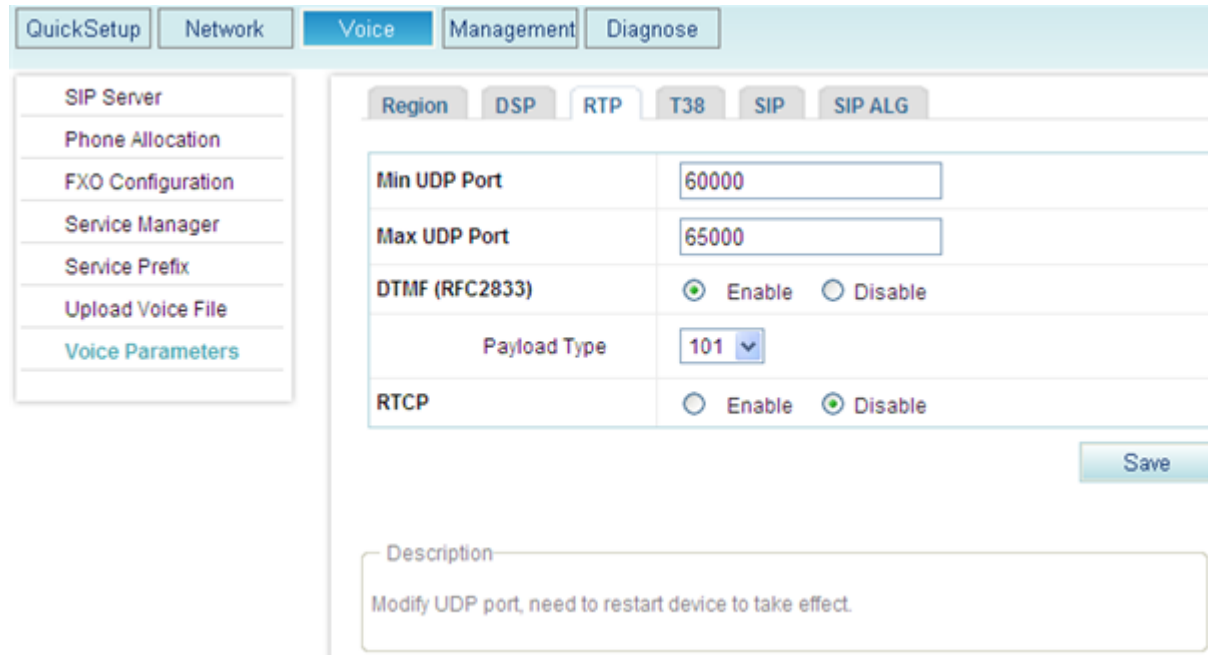 QuickSetup Network Voice Management Diagnose
SIP Server
Phone Allocation
FXO Configuration
Service Manager
Service Prefix
Upload Voice File
Voice Parameters
Region DSP RTP T38 SIP SIP ALG
Min UDP Port 60000
Max UDP Port 65000
DTMF (RFC2833) Enable Disable
Payload Type 101
RTCP Enable Disable
Save
Description
Modify UDP port, need to restart device to take effect.